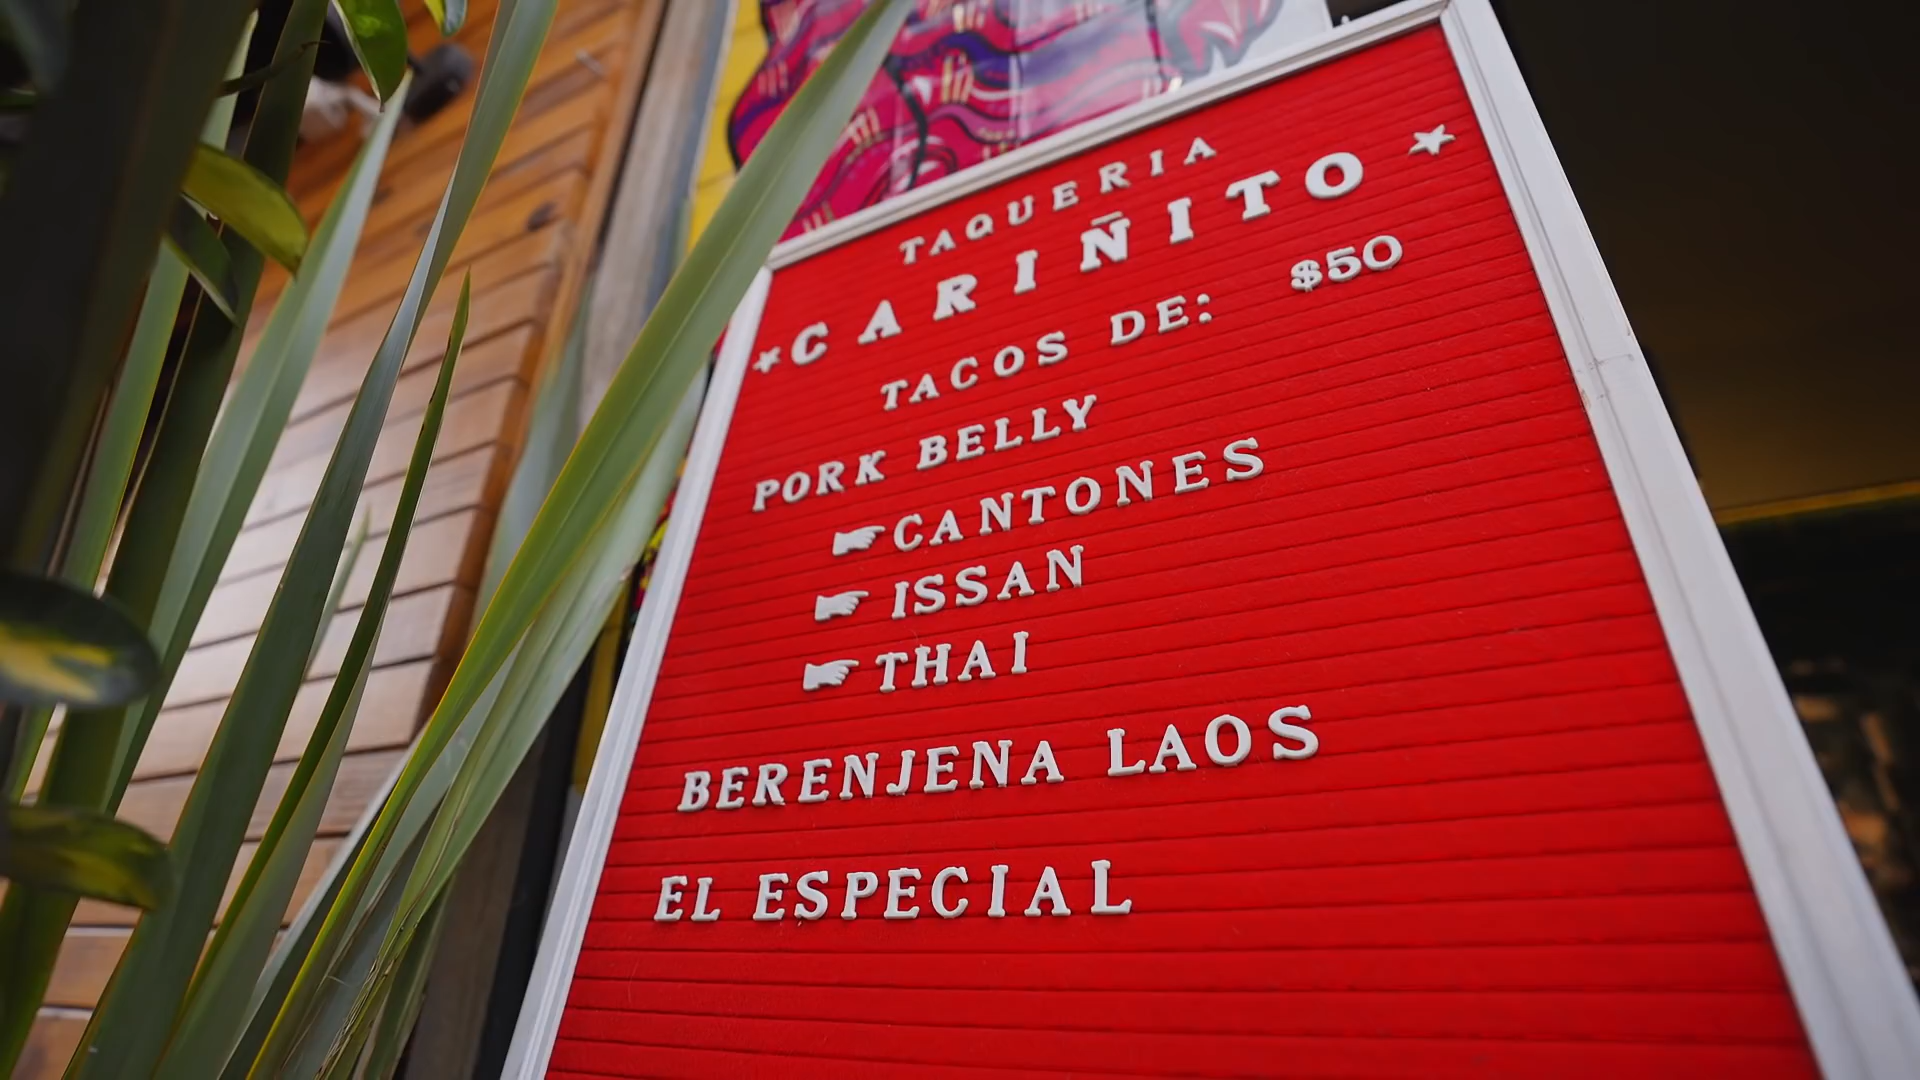 TAQUERIA
★CARIÑITO★
TACOS DE: $50
PORK BELLY
☛CANTONES
☛ISSAN
☛THAI
BERENJENA LAOS
EL ESPECIAL